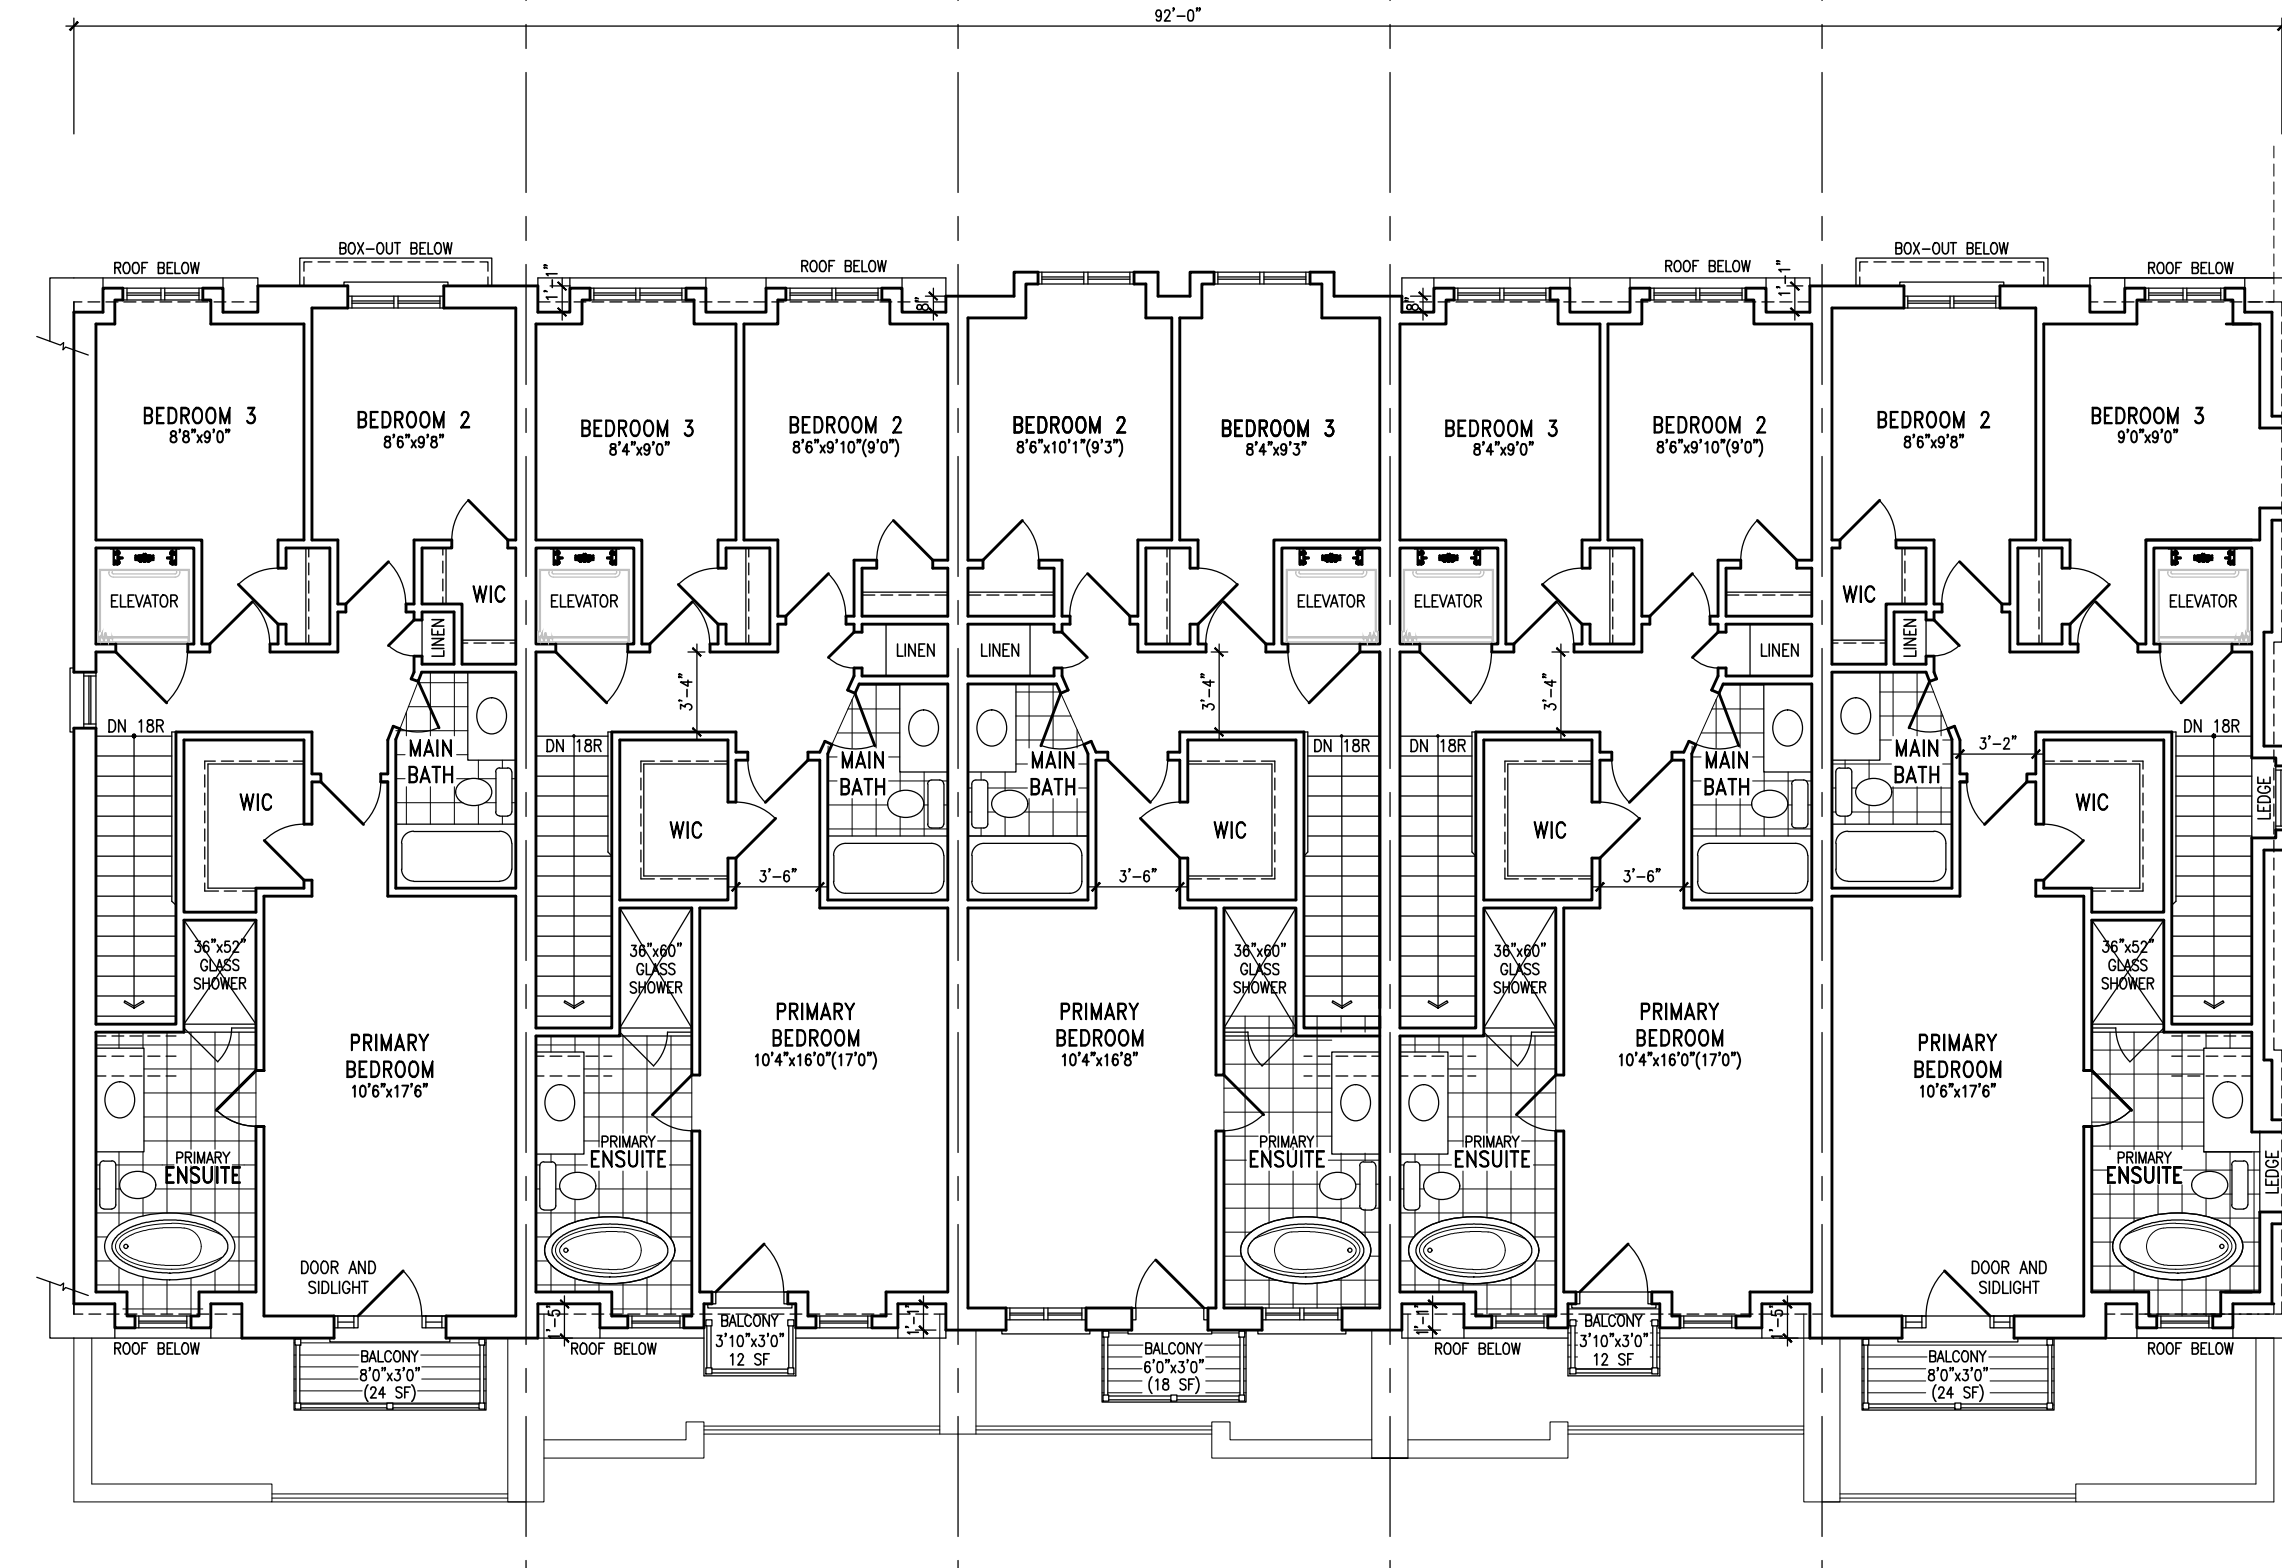 92'-0"
BOX-OUT BELOW
BOX-OUT BELOW
ROOF BELOW
1'-1"
ROOF BELOW
ROOF BELOW
1'-1"
ROOF BELOW
8"
8"
BEDROOM 3
8'8"x9'0"
BEDROOM 2
8'6"x9'8"
BEDROOM 3
8'4"x9'0"
BEDROOM 2
8'6"x9'10"(9'0")
BEDROOM 2
8'6"x10'1"(9'3")
BEDROOM 3
8'4"x9'3"
BEDROOM 3
8'4"x9'0"
BEDROOM 2
8'6"x9'10"(9'0")
BEDROOM 2
8'6"x9'8"
BEDROOM 3
9'0"x9'0"
ELEVATOR
WIC
ELEVATOR
ELEVATOR
ELEVATOR
WIC
ELEVATOR
LINEN
LINEN
LINEN
LINEN
LINEN
3'-4"
3'-4"
3'-4"
DN 18R
DN 18R
DN 18R
DN 18R
DN 18R
MAIN
BATH
MAIN
BATH
MAIN
BATH
MAIN
BATH
MAIN
BATH
3'-2"
WIC
WIC
WIC
WIC
WIC
LEDGE
3'-6"
3'-6"
3'-6"
36"x52"
GLASS
SHOWER
36"x60"
GLASS
SHOWER
36"x60"
GLASS
SHOWER
36"x60"
GLASS
SHOWER
36"x52"
GLASS
SHOWER
PRIMARY
BEDROOM
10'6"x17'6"
PRIMARY
BEDROOM
10'4"x16'0"(17'0")
PRIMARY
BEDROOM
10'4"x16'8"
PRIMARY
BEDROOM
10'4"x16'0"(17'0")
PRIMARY
BEDROOM
10'6"x17'6"
PRIMARY
ENSUITE
PRIMARY
ENSUITE
PRIMARY
ENSUITE
PRIMARY
ENSUITE
PRIMARY
ENSUITE
LEDGE
DOOR AND
SIDLIGHT
DOOR AND
SIDLIGHT
1'-5"
1'-1"
1'-1"
1'-5"
ROOF BELOW
BALCONY
8'0"x3'0"
(24 SF)
ROOF BELOW
BALCONY
3'10"x3'0"
12 SF
BALCONY
6'0"x3'0"
(18 SF)
ROOF BELOW
BALCONY
3'10"x3'0"
12 SF
BALCONY
8'0"x3'0"
(24 SF)
ROOF BELOW